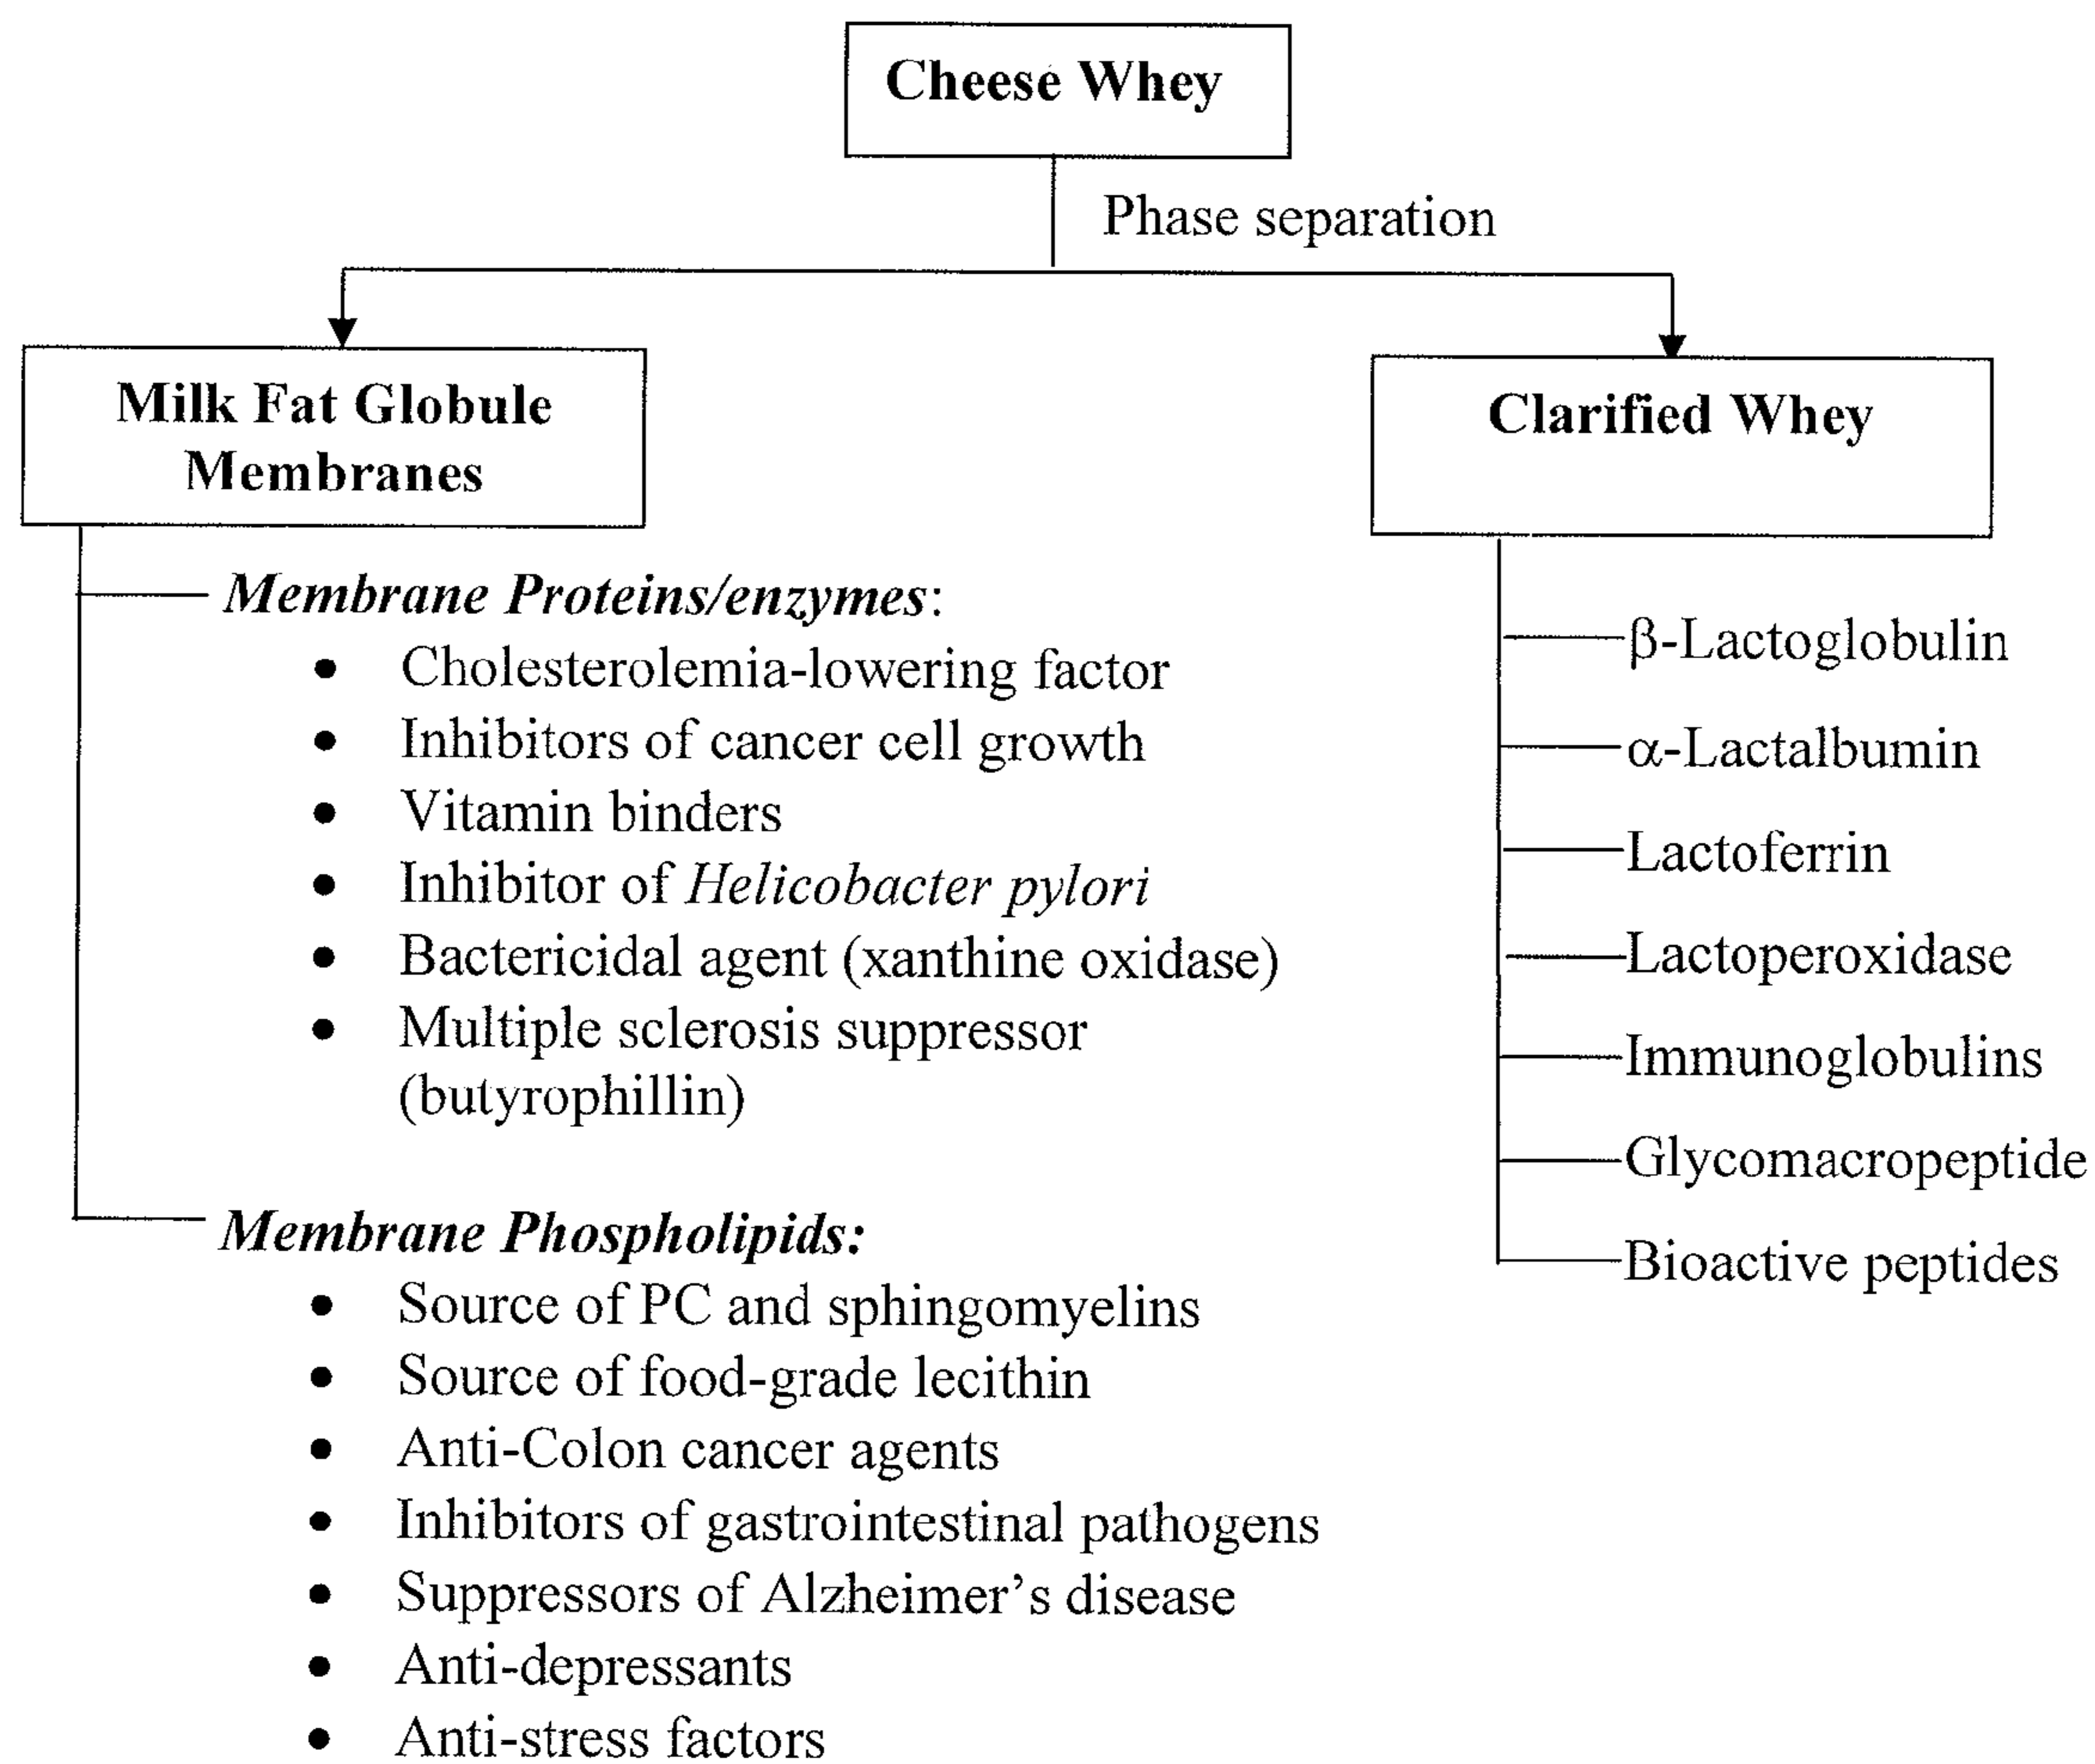 Cheese Whey
Phase separation
Milk Fat Globule
Membranes
Membrane Proteins/enzymes:
• Cholesterolemia-lowering factor
• Inhibitors of cancer cell growth
• Vitamin binders
• Inhibitor of Helicobacter pylori
• Bactericidal agent (xanthine oxidase)
• Multiple sclerosis suppressor
(butyrophillin)
Membrane Phospholipids:
• Source of PC and sphingomyelins
• Source of food-grade lecithin
• Anti-Colon cancer agents
• Inhibitors of gastrointestinal pathogens
• Suppressors of Alzheimer’s disease
• Anti-depressants
• Anti-stress factors
Clarified Whey
β-Lactoglobulin
α-Lactalbumin
Lactoferrin
Lactoperoxidase
Immunoglobulins
Glycomacropeptide
Bioactive peptides